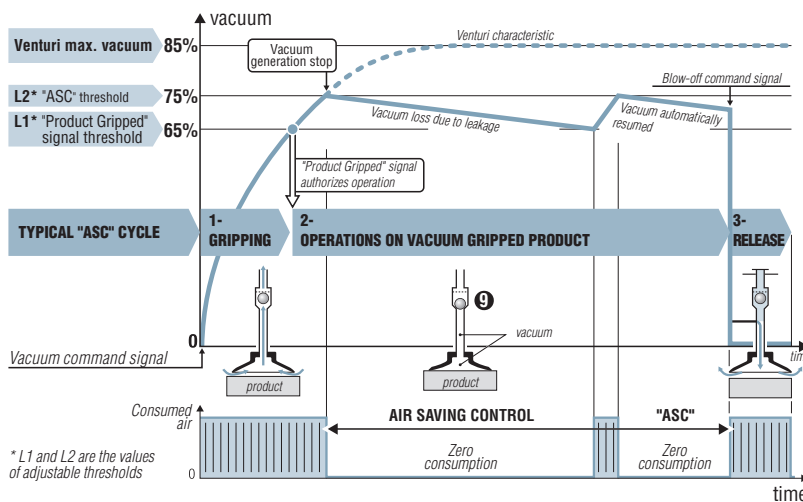 vacuum
Venturi max. vacuum
85%
Vacuum
generation stop
Venturi characteristic
L2* "ASC" threshold
75%
Blow-off command signal
L1* "Product Gripped"
signal threshold
65%
Vacuum loss due to leakage
Vacuum automatically
resumed
"Product Gripped" signal
authorizes operation
TYPICAL "ASC" CYCLE
1-
GRIPPING
2-
OPERATIONS ON VACUUM GRIPPED PRODUCT
3-
RELEASE
9
vacuum
0
tim
Vacuum command signal
product
product
Consumed
air
AIR SAVING CONTROL
"ASC"
* L1 and L2 are the values
of adjustable thresholds
Zero
consumption
Zero
consumption
0
time